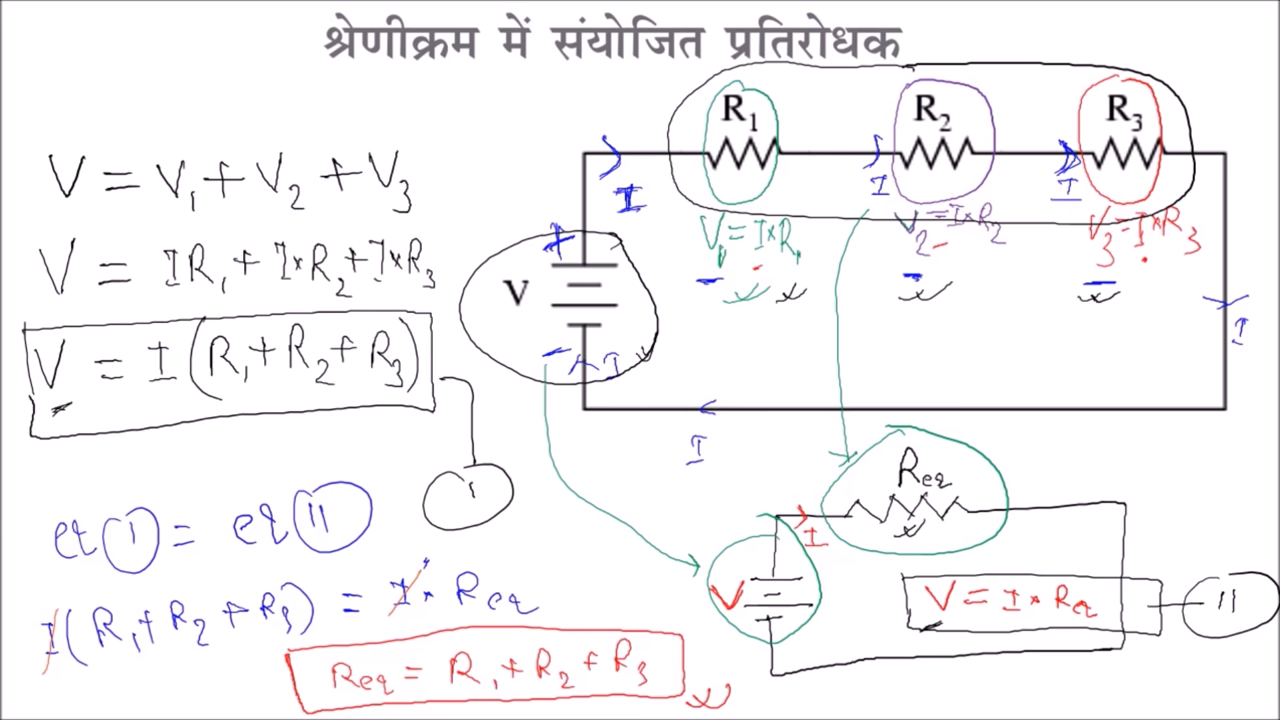 श्रेणीक्रम में संयोजित प्रतिरोधक
R₁
R₂
R₃
I
I
I
V₁ = I×R₁
V₂ = I×R₂
V₃ = I×R₃
V = V₁ + V₂ + V₃
V = IR₁ + I×R₂ + I×R₃
V = I (R₁ + R₂ + R₃)
I
+
V
- I
I
I
eq (I) = eq (II)
I (R₁ + R₂ + R₃) = I × Req
Req = R₁ + R₂ + R₃
Req
I
V
V = I × Req
II